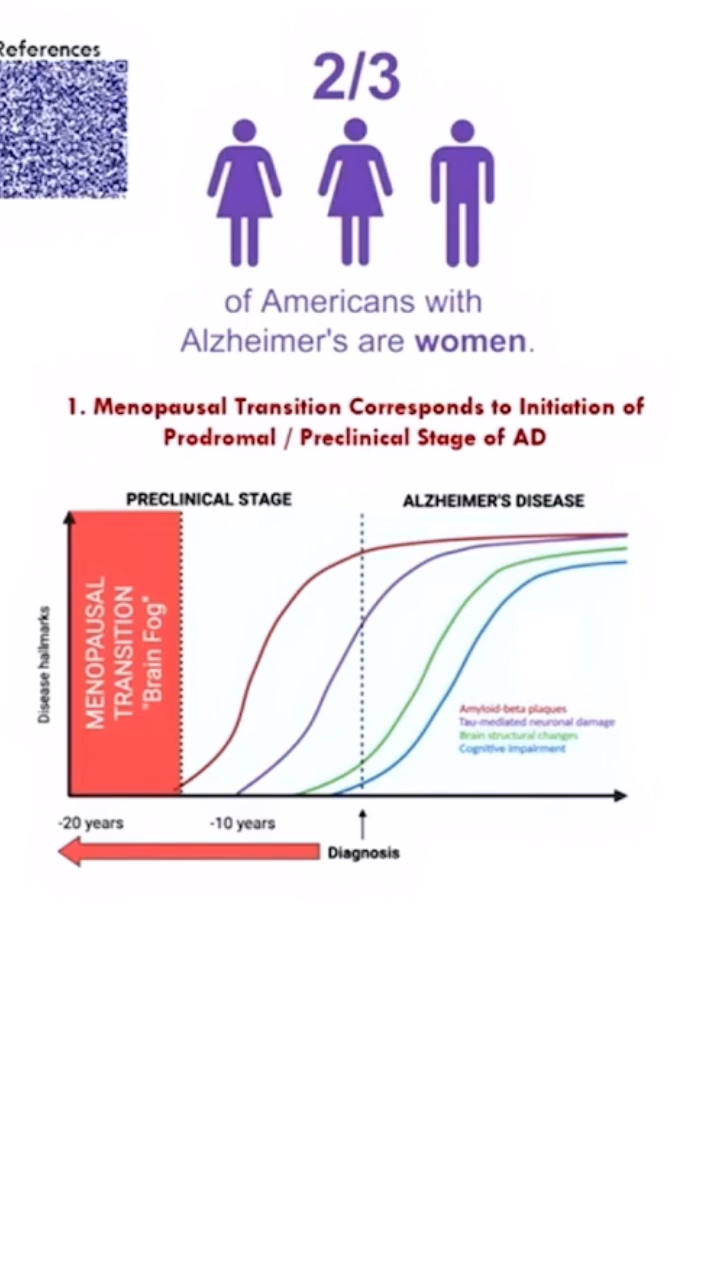 References
2/3
of Americans with
Alzheimer's are women.
1. Menopausal Transition Corresponds to Initiation of
Prodromal / Preclinical Stage of AD
PRECLINICAL STAGE
ALZHEIMER'S DISEASE
Disease hallmarks
MENOPAUSAL
TRANSITION
"Brain Fog"
Amyloid-beta plaques
Tau-mediated neuronal damage
Brain structural changes
Cognitive impairment
-20 years
-10 years
Diagnosis